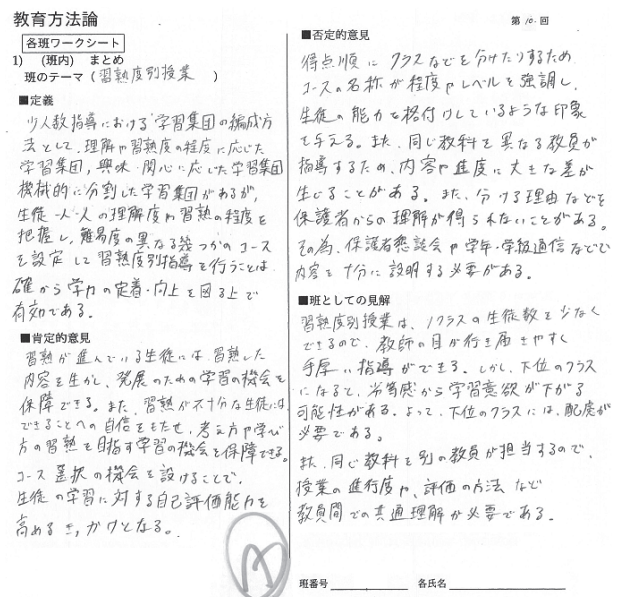 教育方法論
第10.回
各班ワークシート
1) (班内) まとめ
班のテーマ(習熟度別授業 )
■定義
少人数指導における学習集団の編成方
法として、理解や習熟度の程度に応じた
学習集団、興味・関心に応じた学習集団
機械的に分割した学習集団があるが、
生徒一人一人の理解度や習熟の程度を
把握し、難易度の異なる幾つかのコース
を設定して習熟度別指導を行うことは
確かな学力の定着・向上を図る上で
有効である。
■肯定的意見
習熟が進んでいる生徒には、習熟した
内容を生かし、発展のための学習の機会を
保障できる。また、習熟が不十分な生徒には、
できることへの自信をもたせ、考え方や学び
方の習熟を目指す学習の機会を保障できる。
コース選択の機会を設けることで、
生徒の学習に対する自己評価能力を
高めるきっかけとなる。
A
■否定的意見
得点順にクラスなどを分けたりするため
コースの名称が程度やレベルを強調し、
生徒の能力を格付けしているような印象
を与える。また、同じ教科を異なる教員が
指導するため、内容や進度に大きな差が
生じることがある。また、分ける理由などを
保護者からの理解が得られないことがある。
その為、保護者懇談会や学年・学級通信などで
内容を十分に説明する必要がある。
■班としての見解
習熟度別授業は、1クラスの生徒数を少なく
できるので、教師の目が行き届きやすく
手厚い指導ができる。しかし、下位のクラス
になると、劣等感から学習意欲が下がる
可能性がある。よって、下位のクラスには、配慮が
必要である。
また、同じ教科を別の教員が担当するので、
授業の進行度や、評価の方法など
教員間での共通理解が必要である。
班番号 各氏名